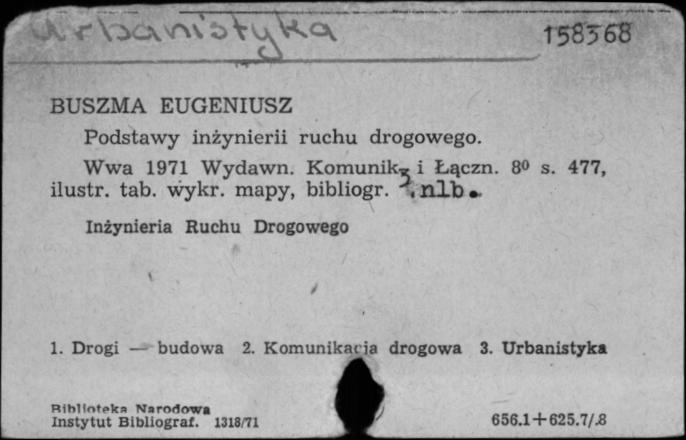 Urbanistyka
158368
BUSZMA EUGENIUSZ
Podstawy inżynierii ruchu drogowego.
Wwa 1971 Wydawn. Komunik. i Łączn. 8º s. 477,
ilustr. tab. wykr. mapy, bibliogr. 3 nlb.
Inżynieria Ruchu Drogowego
1. Drogi — budowa 2. Komunikacja drogowa 3. Urbanistyka
Biblioteka Narodowa
Instytut Bibliograf. 1318/71
656.1+625.7/.8